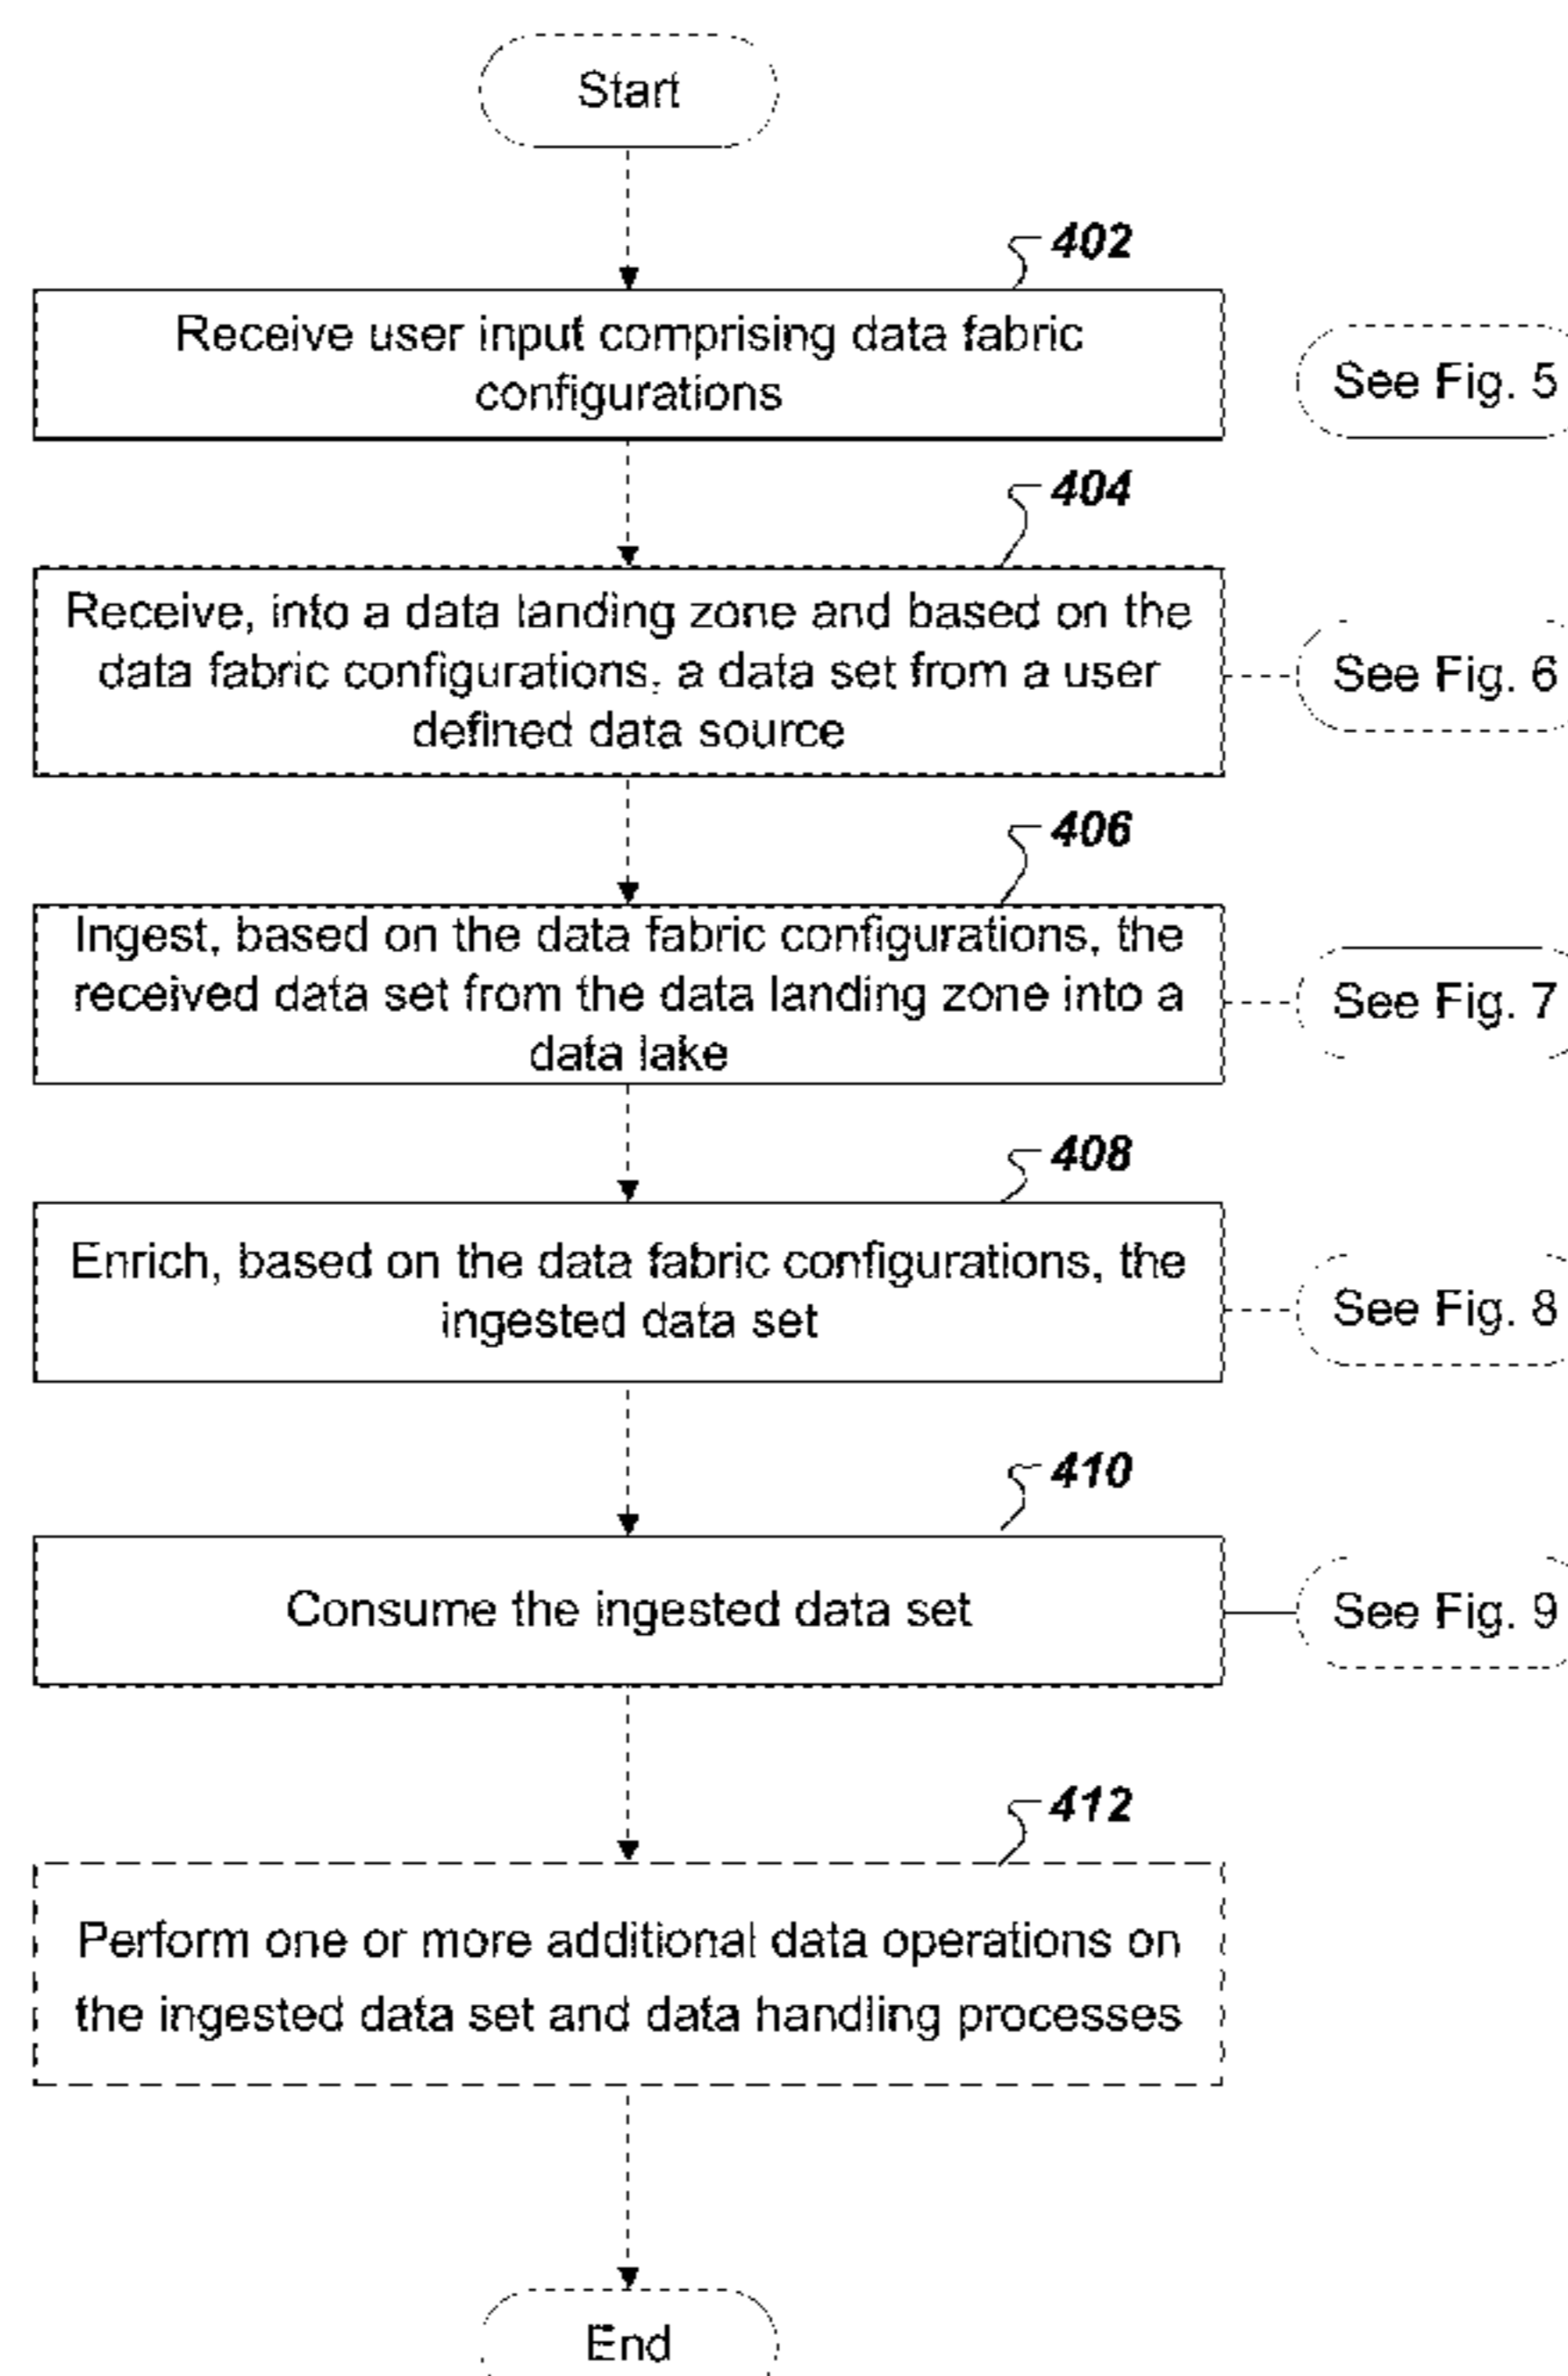 Start
402
Receive user input comprising data fabric
configurations
See Fig. 5
404
Receive, into a data landing zone and based on the
data fabric configurations, a data set from a user
defined data source
See Fig. 6
406
Ingest, based on the data fabric configurations, the
received data set from the data landing zone into a
data lake
See Fig. 7
408
Enrich, based on the data fabric configurations, the
ingested data set
See Fig. 8
410
Consume the ingested data set
See Fig. 9
412
Perform one or more additional data operations on
the ingested data set and data handling processes
End